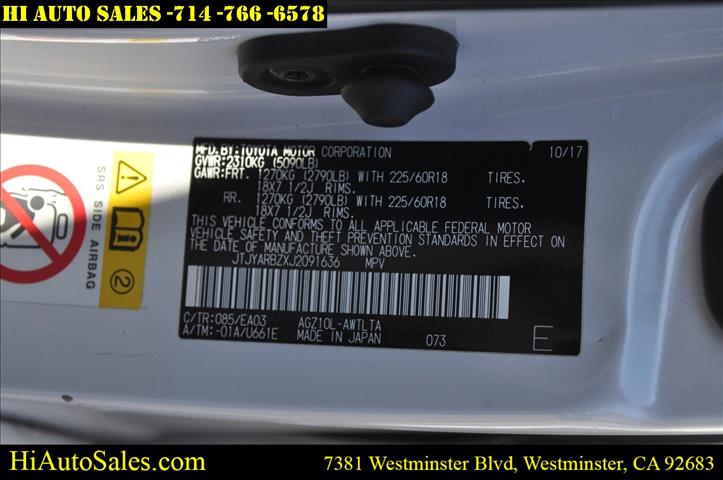 HI AUTO SALES -714 -766 -6578
MFD.BY:TOYOTA MOTOR CORPORATION 10/17
GVWR:2310KG (5090LB)
GAWR:FRT. 1270KG (2790LB) WITH 225/60R18 TIRES.
18X7 1/2J RIMS.
RR. 1270KG (2790LB) WITH 225/60R18 TIRES.
18X7 1/2J RIMS.
THIS VEHICLE CONFORMS TO ALL APPLICABLE FEDERAL MOTOR
VEHICLE SAFETY AND THEFT PREVENTION STANDARDS IN EFFECT ON
THE DATE OF MANUFACTURE SHOWN ABOVE.
JTJYARBZXJ2091636 MPV
C/TR:085/EA03 AGZ10L-AWTLTA
A/TM:-01A/U661E MADE IN JAPAN 073
E
SRS SIDE AIRBAG
2
HiAutoSales.com
7381 Westminster Blvd, Westminster, CA 92683